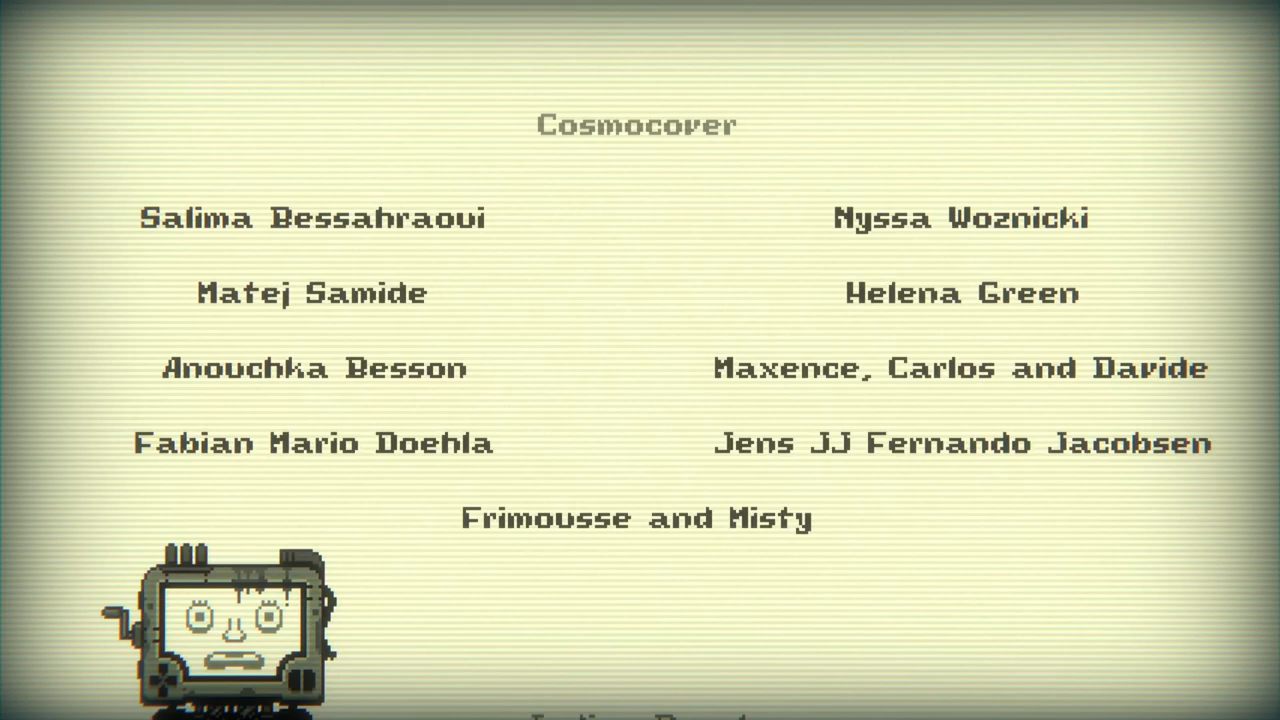 Cosmocover
Salima Bessahraoui
Nyssa Woznicki
Matej Samide
Helena Green
Anouchka Besson
Maxence, Carlos and Davide
Fabian Mario Doehla
Jens JJ Fernando Jacobsen
Frimousse and Misty